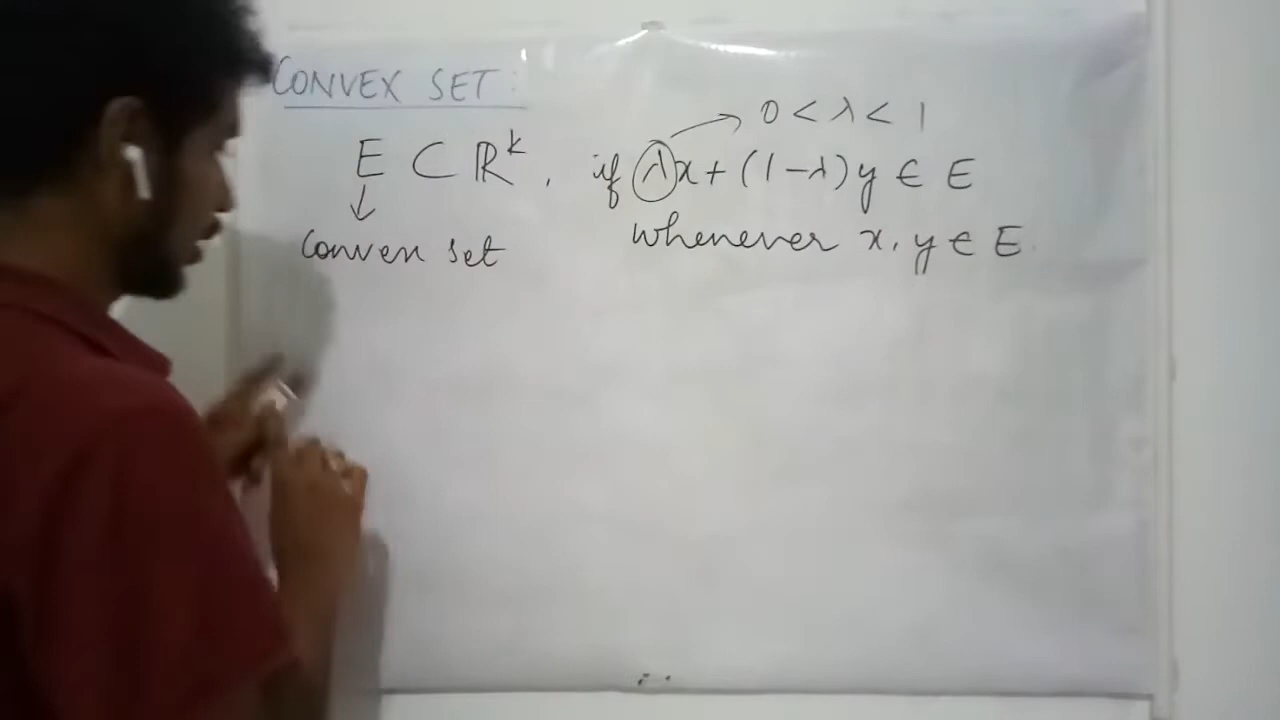 CONVEX SET:
0 < λ < 1
E ⊂ ℝᵏ, if λx + (1-λ)y ∈ E
↓
Convex set whenever x, y ∈ E.